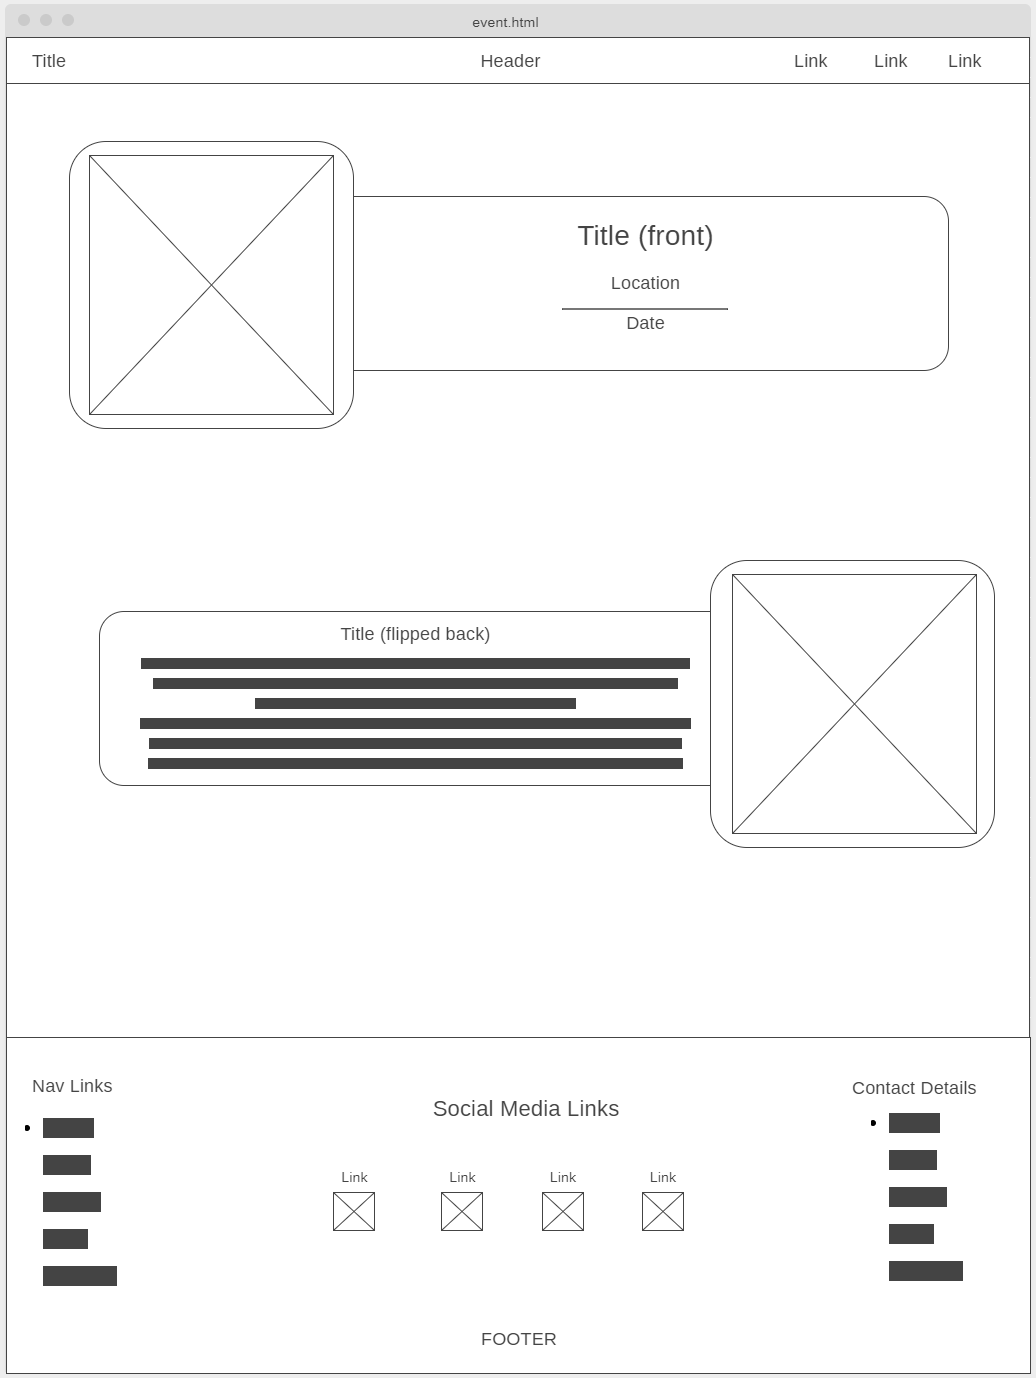 event.html
Title
Header
Link
Link
Link
Title (front)
Location
Date
Title (flipped back)
Nav Links
Social Media Links
Contact Details
Link
Link
Link
Link
FOOTER